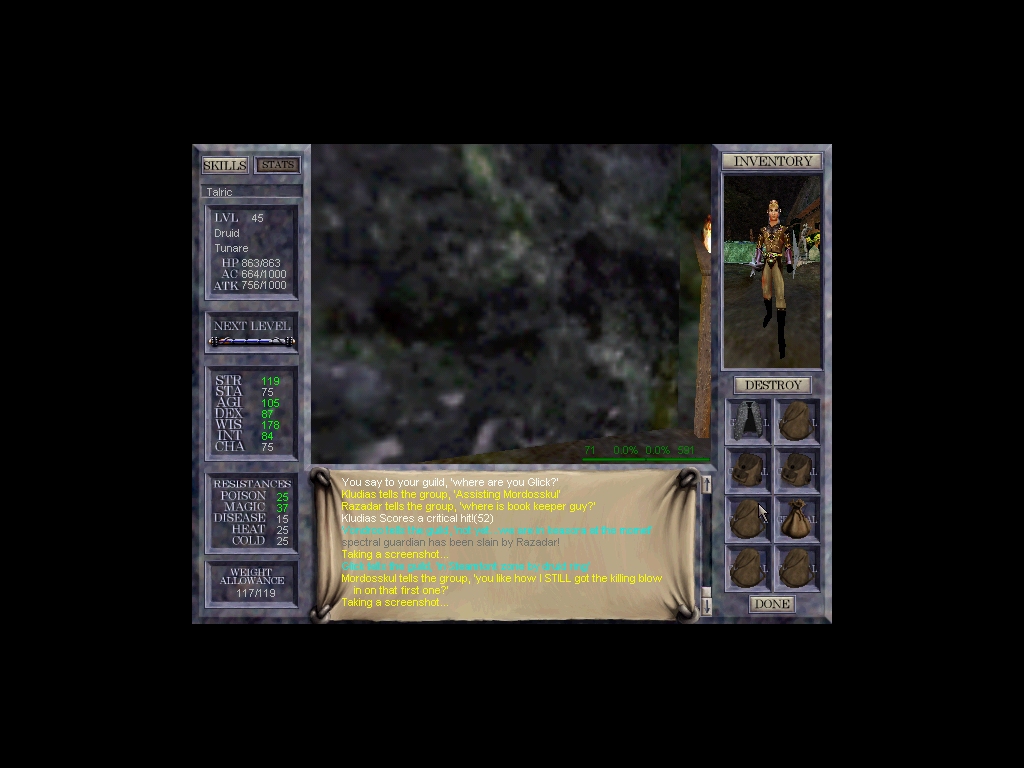 SKILLS STATS
Talric
LVL 45
Druid
Tunare
HP 863/863
AC 664/1000
ATK 756/1000
NEXT LEVEL
STR 119
STA 75
AGI 105
DEX 87
WIS 178
INT 84
CHA 75
RESISTANCES
POISON 25
MAGIC 37
DISEASE 15
HEAT 25
COLD 25
WEIGHT
ALLOWANCE
117/119
71 0.0% 0.0% 591
You say to your guild, 'where are you Glick?'
Kludias tells the group, 'Assisting Mordosskul'
Razadar tells the group, 'where is book keeper guy?'
Kludias Scores a critical hit!(52)
spectral guardian has been slain by Razadar!
Taking a screenshot...
Mordosskul tells the group, 'you like how I STILL got the killing blow
in on that first one?'
Taking a screenshot...
INVENTORY
DESTROY
DONE